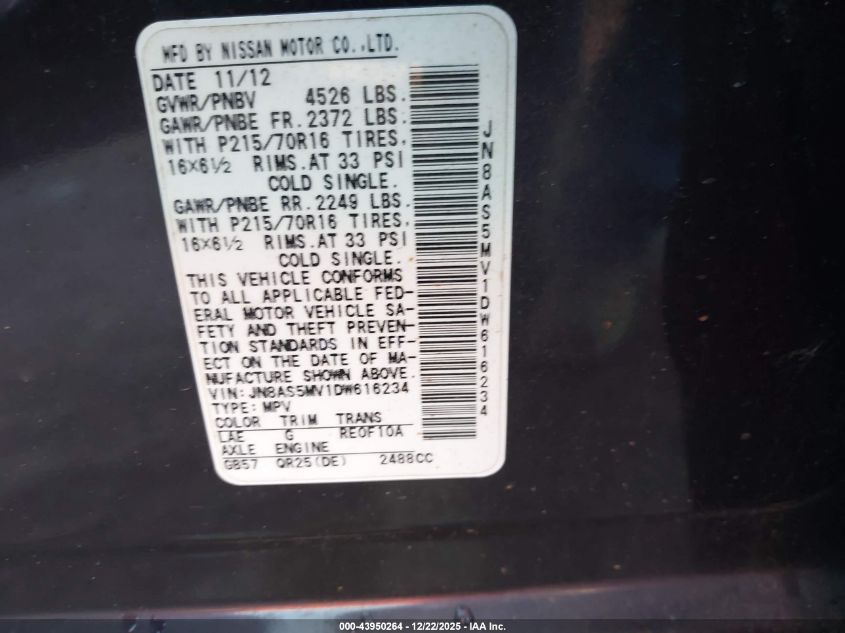 MFD BY NISSAN MOTOR CO.,LTD.
DATE 11/12
GVWR/PNBV 4526 LBS.
GAWR/PNBE FR. 2372 LBS.
WITH P215/70R16 TIRES,
16X6½ RIMS.AT 33 PSI
COLD SINGLE.
GAWR/PNBE RR. 2249 LBS.
WITH P215/70R16 TIRES,
16X6½ RIMS.AT 33 PSI
COLD SINGLE.
THIS VEHICLE CONFORMS
TO ALL APPLICABLE FED-
ERAL MOTOR VEHICLE SA-
FETY AND THEFT PREVEN-
TION STANDARDS IN EFF-
ECT ON THE DATE OF MA-
NUFACTURE SHOWN ABOVE.
VIN:JN8AS5MV1DW616234
TYPE:MPV
COLOR TRIM TRANS
LAE G RE0F10A
AXLE ENGINE
GB57 QR25(DE) 2488CC
JN8AS5MV1DW616234
000-43950264 - 12/22/2025 - IAA Inc.